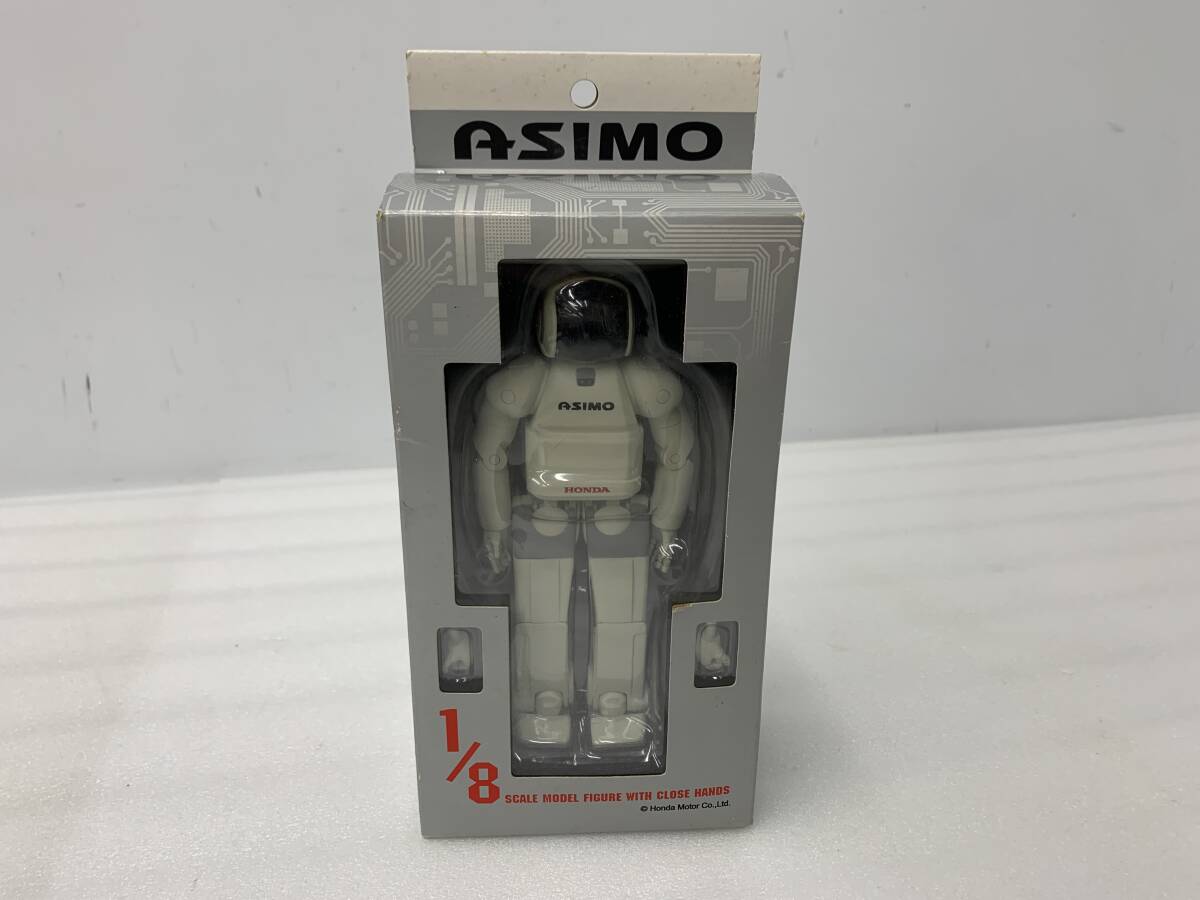 ASIMO
ASIMO
HONDA
1/8
SCALE MODEL FIGURE WITH CLOSE HANDS
© Honda Motor Co.,Ltd.